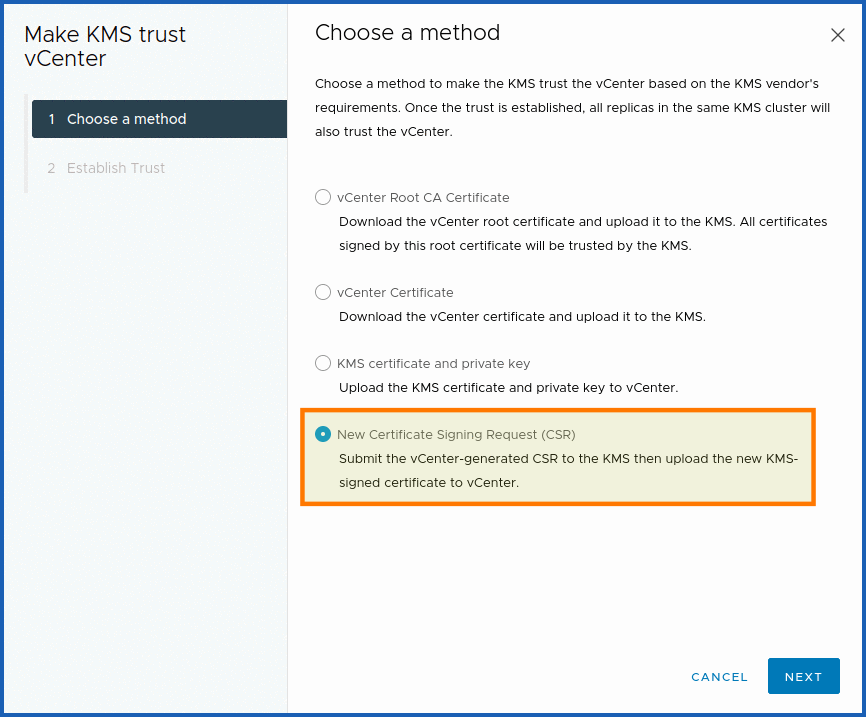 Make KMS trust
vCenter
1 Choose a method
2 Establish Trust
Choose a method
Choose a method to make the KMS trust the vCenter based on the KMS vendor's
requirements. Once the trust is established, all replicas in the same KMS cluster will
also trust the vCenter.
vCenter Root CA Certificate
Download the vCenter root certificate and upload it to the KMS. All certificates
signed by this root certificate will be trusted by the KMS.
vCenter Certificate
Download the vCenter certificate and upload it to the KMS.
KMS certificate and private key
Upload the KMS certificate and private key to vCenter.
New Certificate Signing Request (CSR)
Submit the vCenter-generated CSR to the KMS then upload the new KMS-
signed certificate to vCenter.
CANCEL
NEXT